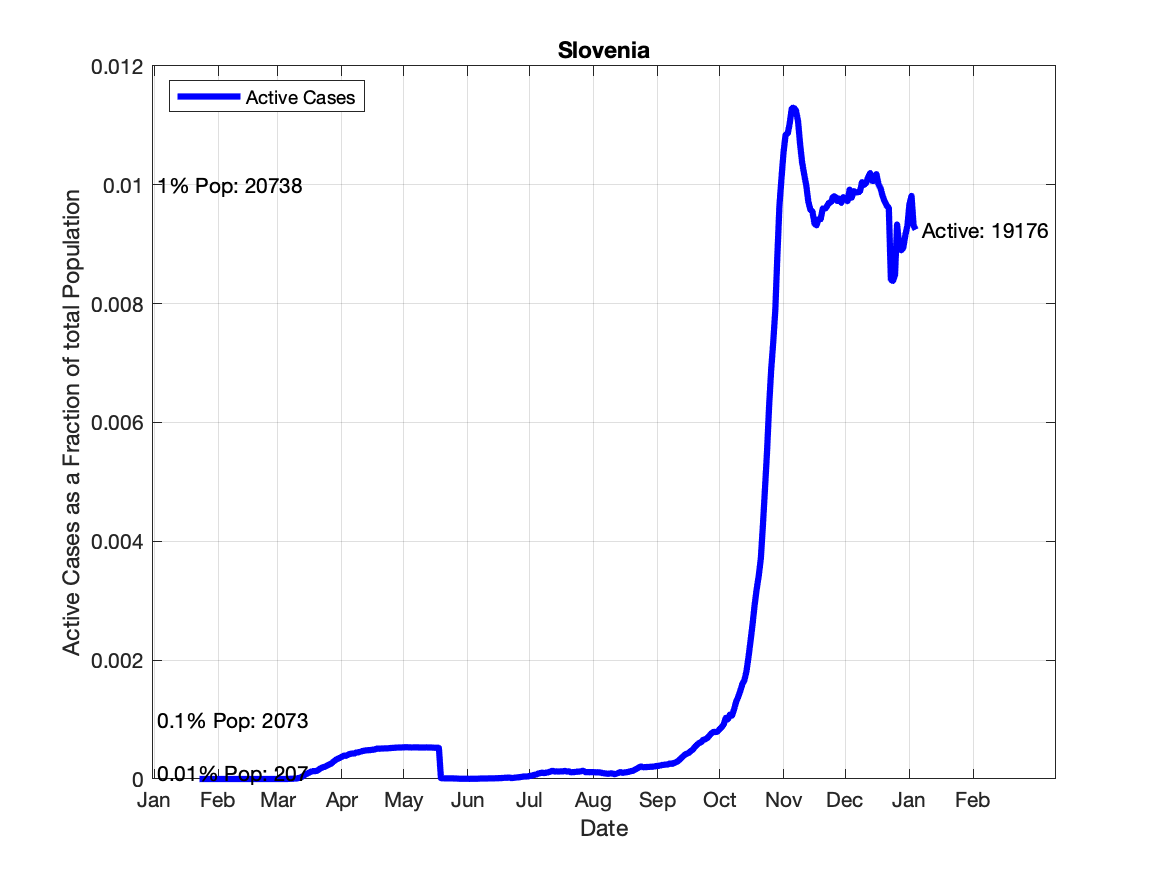 Slovenia
0.012
Active Cases
0.01
1% Pop: 20738
Active: 19176
0.008
Active Cases as a Fraction of total Population
0.006
0.004
0.002
0.1% Pop: 2073
0.01% Pop: 207
0
Jan Feb Mar Apr May Jun Jul Aug Sep Oct Nov Dec Jan Feb
Date